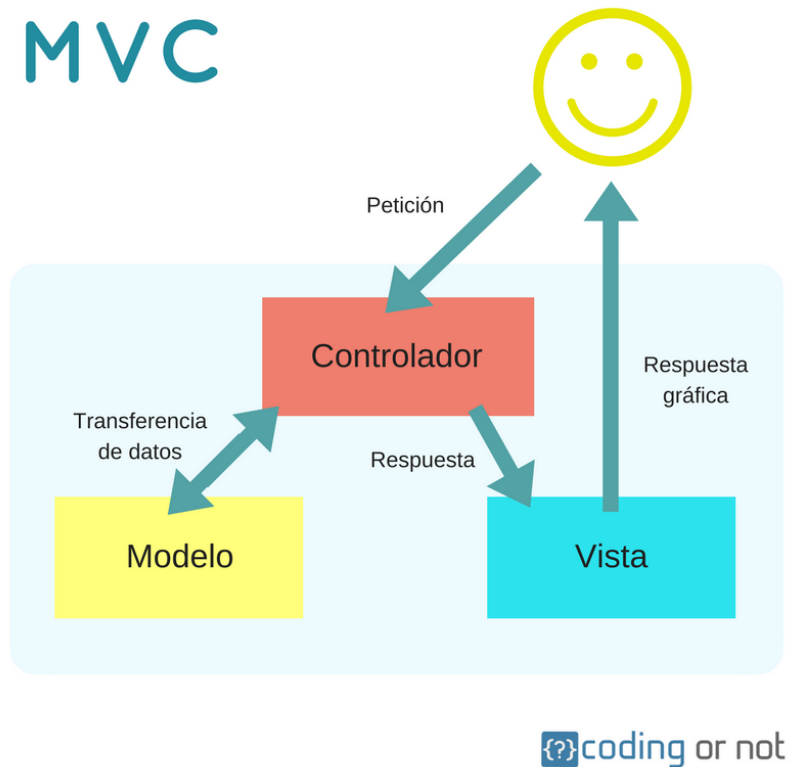 MVC
Petición
Controlador
Respuesta
gráfica
Transferencia
de datos
Respuesta
Modelo
Vista
{?}coding or not